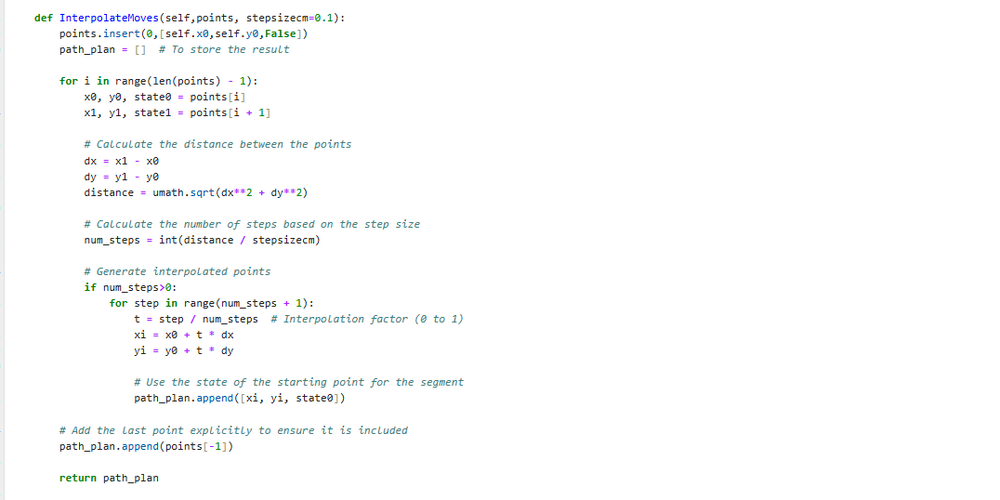 def InterpolateMoves(self,points, stepsizecm=0.1):
points.insert(0,[self.x0,self.y0,False])
path_plan = []  # To store the result
for i in range(len(points) - 1):
x0, y0, state0 = points[i]
x1, y1, state1 = points[i + 1]
# Calculate the distance between the points
dx = x1 - x0
dy = y1 - y0
distance = umath.sqrt(dx**2 + dy**2)
# Calculate the number of steps based on the step size
num_steps = int(distance / stepsizecm)
# Generate interpolated points
if num_steps>0:
for step in range(num_steps + 1):
t = step / num_steps  # Interpolation factor (0 to 1)
xi = x0 + t * dx
yi = y0 + t * dy
# Use the state of the starting point for the segment
path_plan.append([xi, yi, state0])
# Add the last point explicitly to ensure it is included
path_plan.append(points[-1])
return path_plan